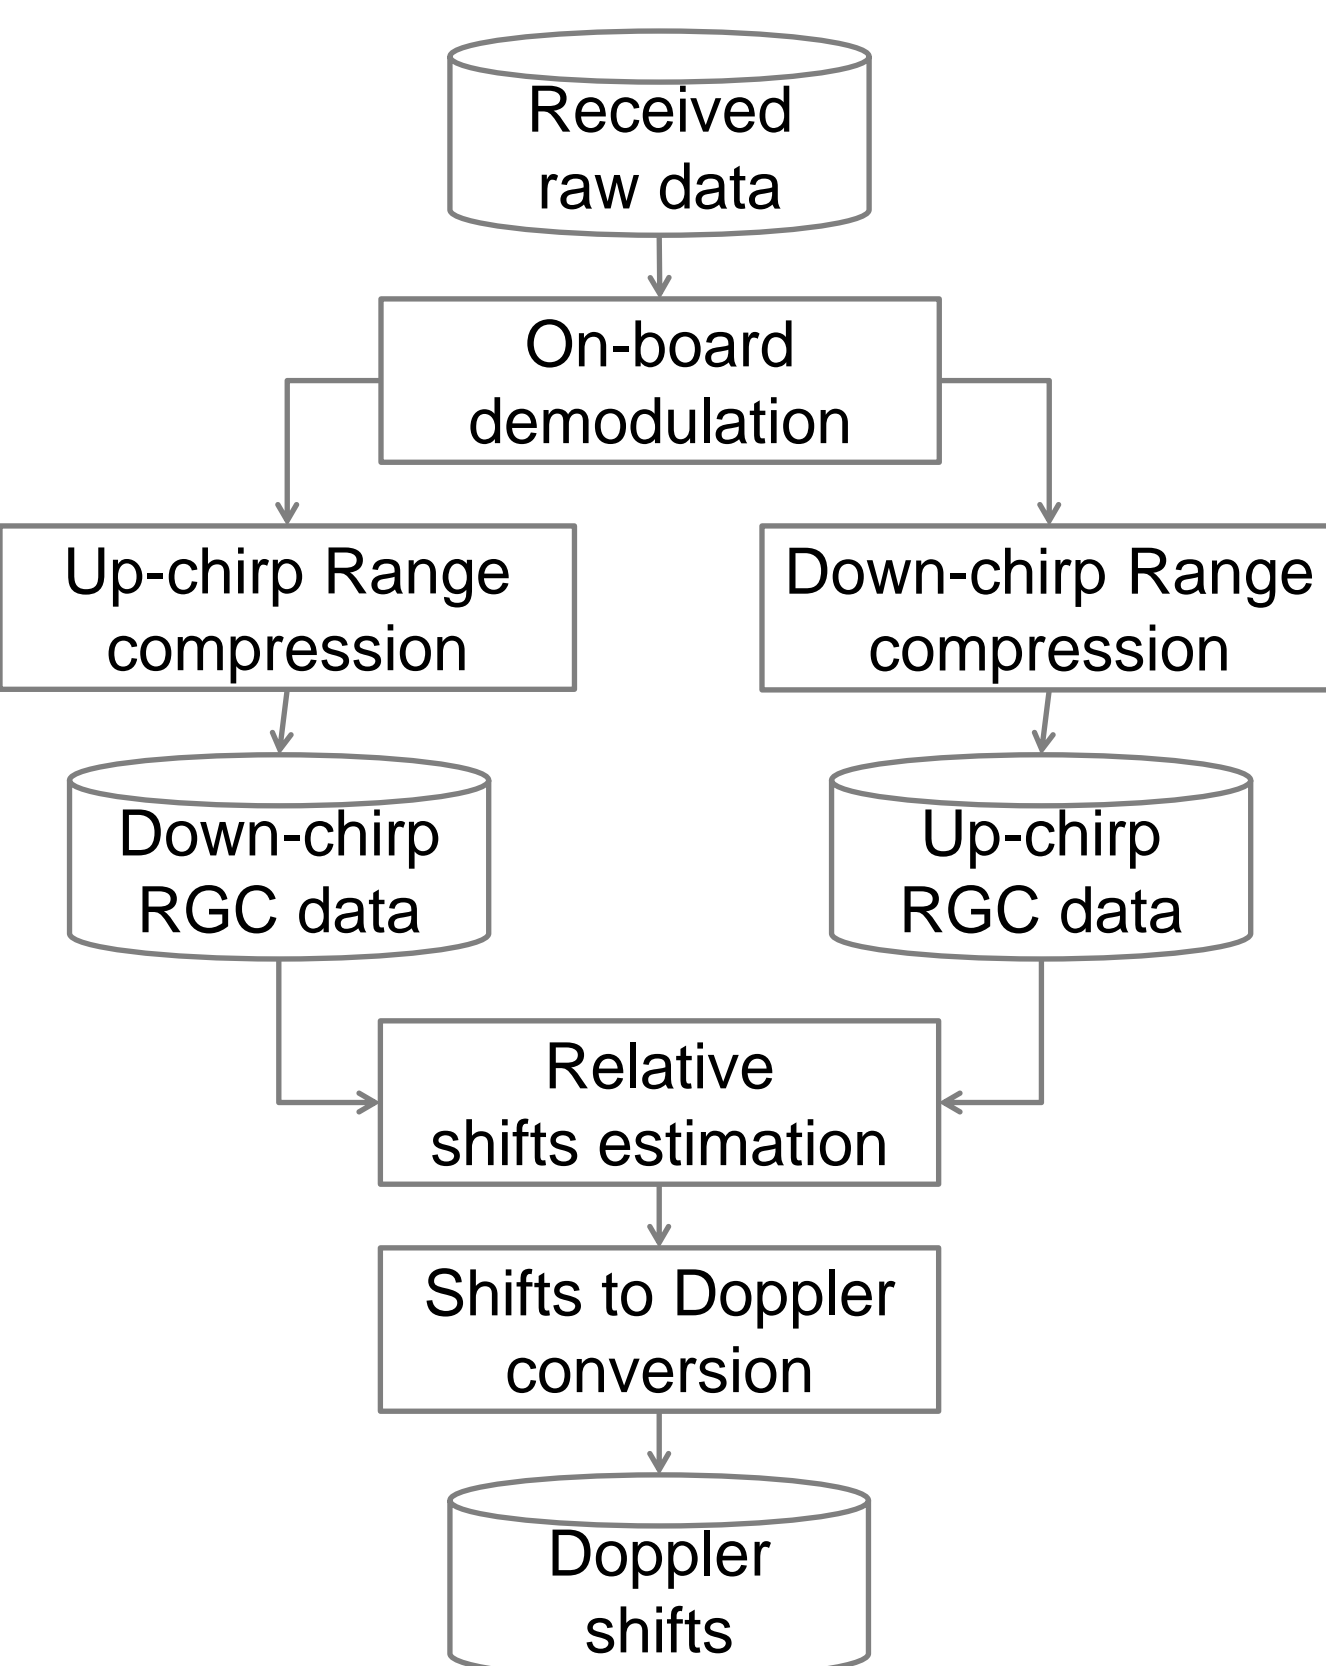 Received
raw data
On-board
demodulation
Up-chirp Range
compression
Down-chirp Range
compression
Down-chirp
RGC data
Up-chirp
RGC data
Relative
shifts estimation
Shifts to Doppler
conversion
Doppler
shifts